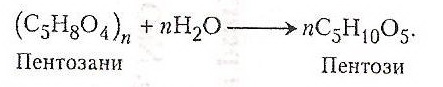 (C₅H₈O₄)ₙ + nH₂O ⟶ nC₅H₁₀O₅.
Пентозани Пентози